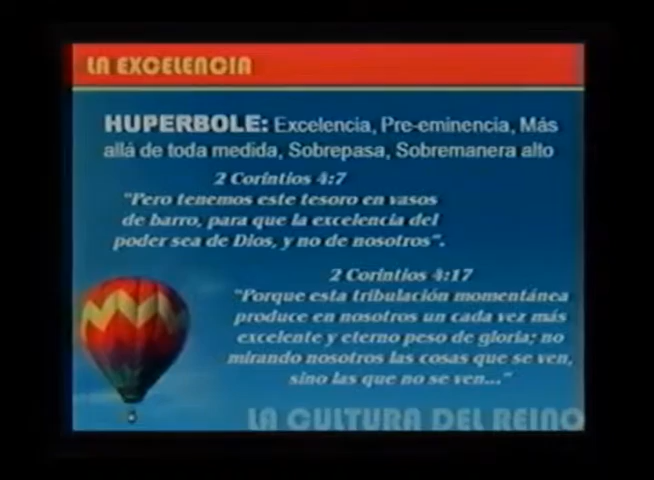 LA EXCELENCIA
HUPERBOLE: Excelencia, Pre-eminencia, Más
allá de toda medida, Sobrepasa, Sobremanera alto
2 Corintios 4:7
"Pero tenemos este tesoro en vasos
de barro, para que la excelencia del
poder sea de Dios, y no de nosotros".
2 Corintios 4:17
"Porque esta tribulación momentánea
produce en nosotros un cada vez más
excelente y eterno peso de gloria; no
mirando nosotros las cosas que se ven,
sino las que no se ven..."
LA CULTURA DEL REINO